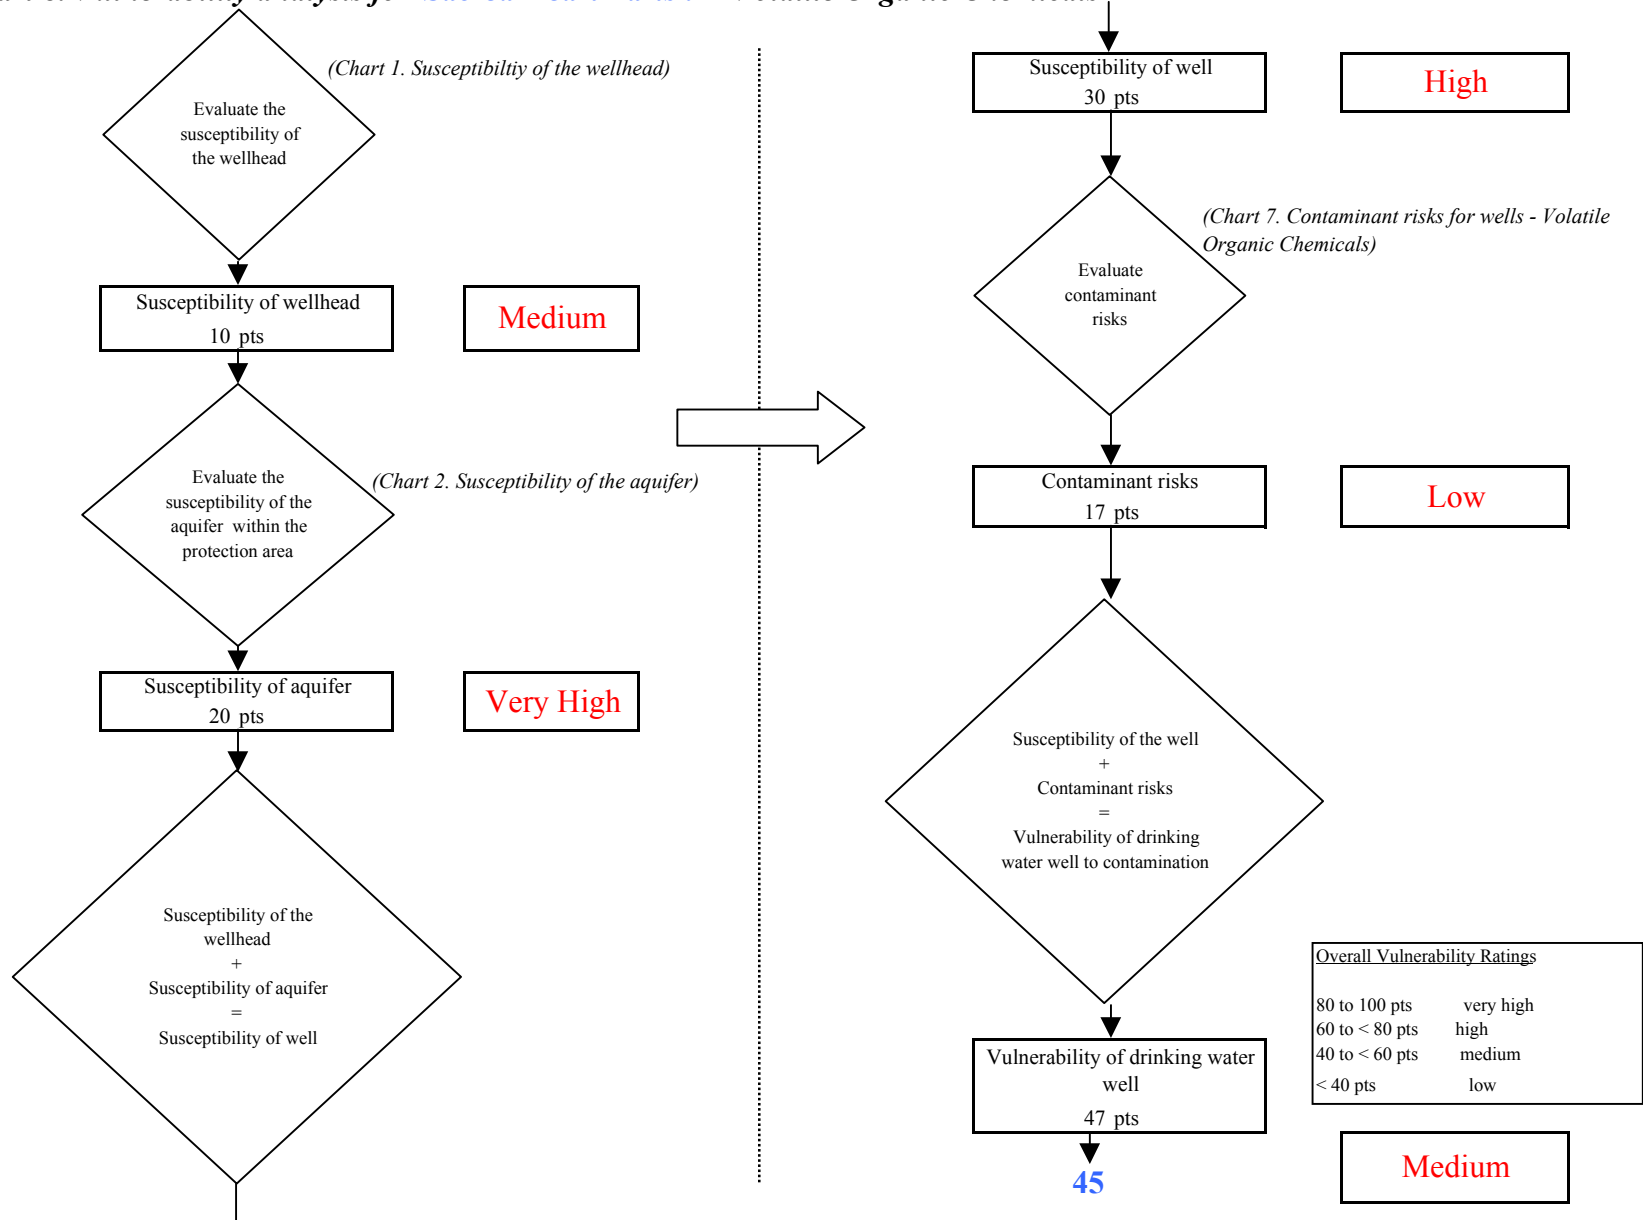 Volatile Organic Chemicals
(Chart 1. Susceptibiltiy of the wellhead)
Evaluate the
susceptibility of
the wellhead
Susceptibility of wellhead
10 pts
Medium
Evaluate the
susceptibility of the
aquifer within the
protection area
(Chart 2. Susceptibility of the aquifer)
Susceptibility of aquifer
20 pts
Very High
Susceptibility of the
wellhead
+
Susceptibility of aquifer
=
Susceptibility of well
Susceptibility of well
30 pts
High
(Chart 7. Contaminant risks for wells - Volatile
Organic Chemicals)
Evaluate
contaminant
risks
Contaminant risks
17 pts
Low
Susceptibility of the well
+
Contaminant risks
=
Vulnerability of drinking
water well to contamination
Overall Vulnerability Ratings
80 to 100 pts very high
60 to < 80 pts high
40 to < 60 pts medium
< 40 pts low
Vulnerability of drinking water
well
47 pts
45
Medium